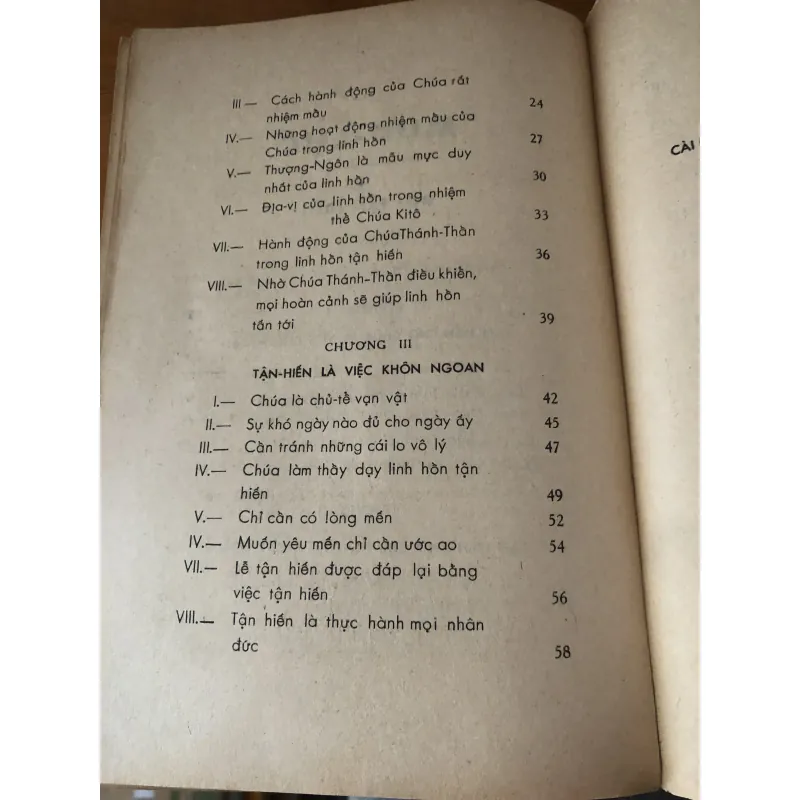 III — Cách hành động của Chúa rất
nhiệm mầu 24
IV.— Những hoạt động nhiệm mầu của
Chúa trong linh hồn 27
V.— Thượng-Ngôn là mẫu mực duy
nhất của linh hồn 30
VI.— Địa-vị của linh hồn trong nhiệm
thể Chúa Kitô 33
VII.— Hành động của ChúaThánh-Thần
trong linh hồn tận hiến 36
VIII.— Nhờ Chúa Thánh-Thần điều khiển,
mọi hoàn cảnh sẽ giúp linh hồn
tấn tới 39
CHƯƠNG III
TẬN-HIẾN LÀ VIỆC KHÔN NGOAN
I.— Chúa là chủ-tể vạn vật 42
II.— Sự khó ngày nào đủ cho ngày ấy 45
III.— Cần tránh những cái lo vô lý 47
IV.— Chúa làm thầy dạy linh hồn tận
hiến 49
V.— Chỉ cần có lòng mến 52
IV.— Muốn yêu mến chỉ cần ước ao 54
VII.— Lễ tận hiến được đáp lại bằng
việc tận hiến 56
VIII.— Tận hiến là thực hành mọi nhân
đức 58
CÀI